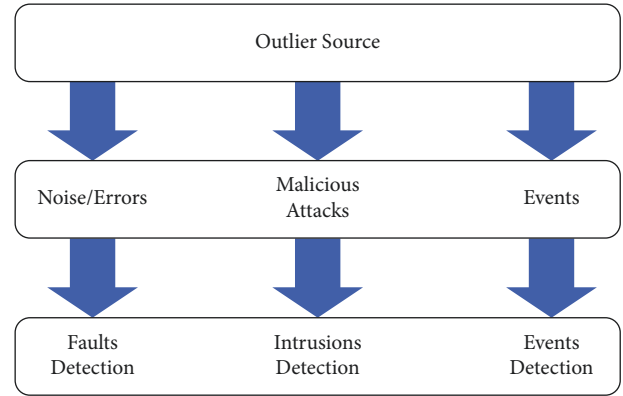 Outlier Source
Noise/Errors
Malicious
Attacks
Events
Faults
Detection
Intrusions
Detection
Events
Detection